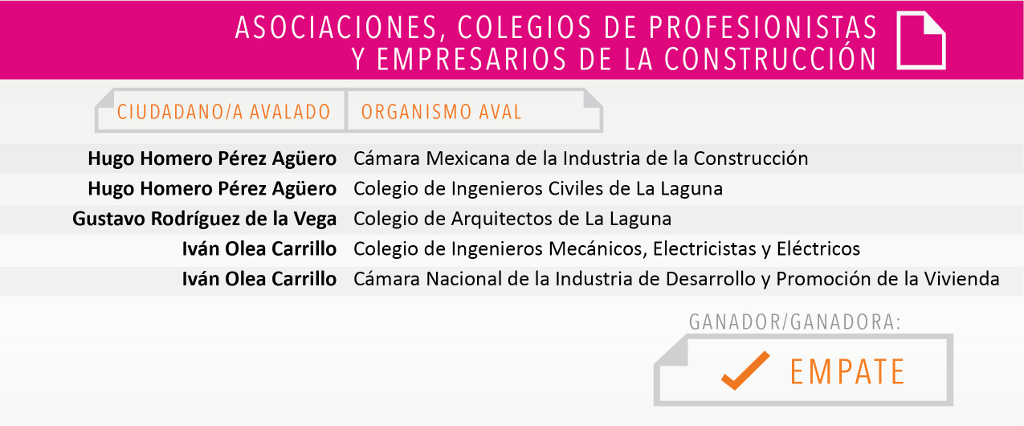 ASOCIACIONES, COLEGIOS DE PROFESIONISTAS
Y EMPRESARIOS DE LA CONSTRUCCIÓN
CIUDADANO/A AVALADO ORGANISMO AVAL
Hugo Homero Pérez Agüero Cámara Mexicana de la Industria de la Construcción
Hugo Homero Pérez Agüero Colegio de Ingenieros Civiles de La Laguna
Gustavo Rodríguez de la Vega Colegio de Arquitectos de La Laguna
Iván Olea Carrillo Colegio de Ingenieros Mecánicos, Electricistas y Eléctricos
Iván Olea Carrillo Cámara Nacional de la Industria de Desarrollo y Promoción de la Vivienda
GANADOR/GANADORA:
EMPATE